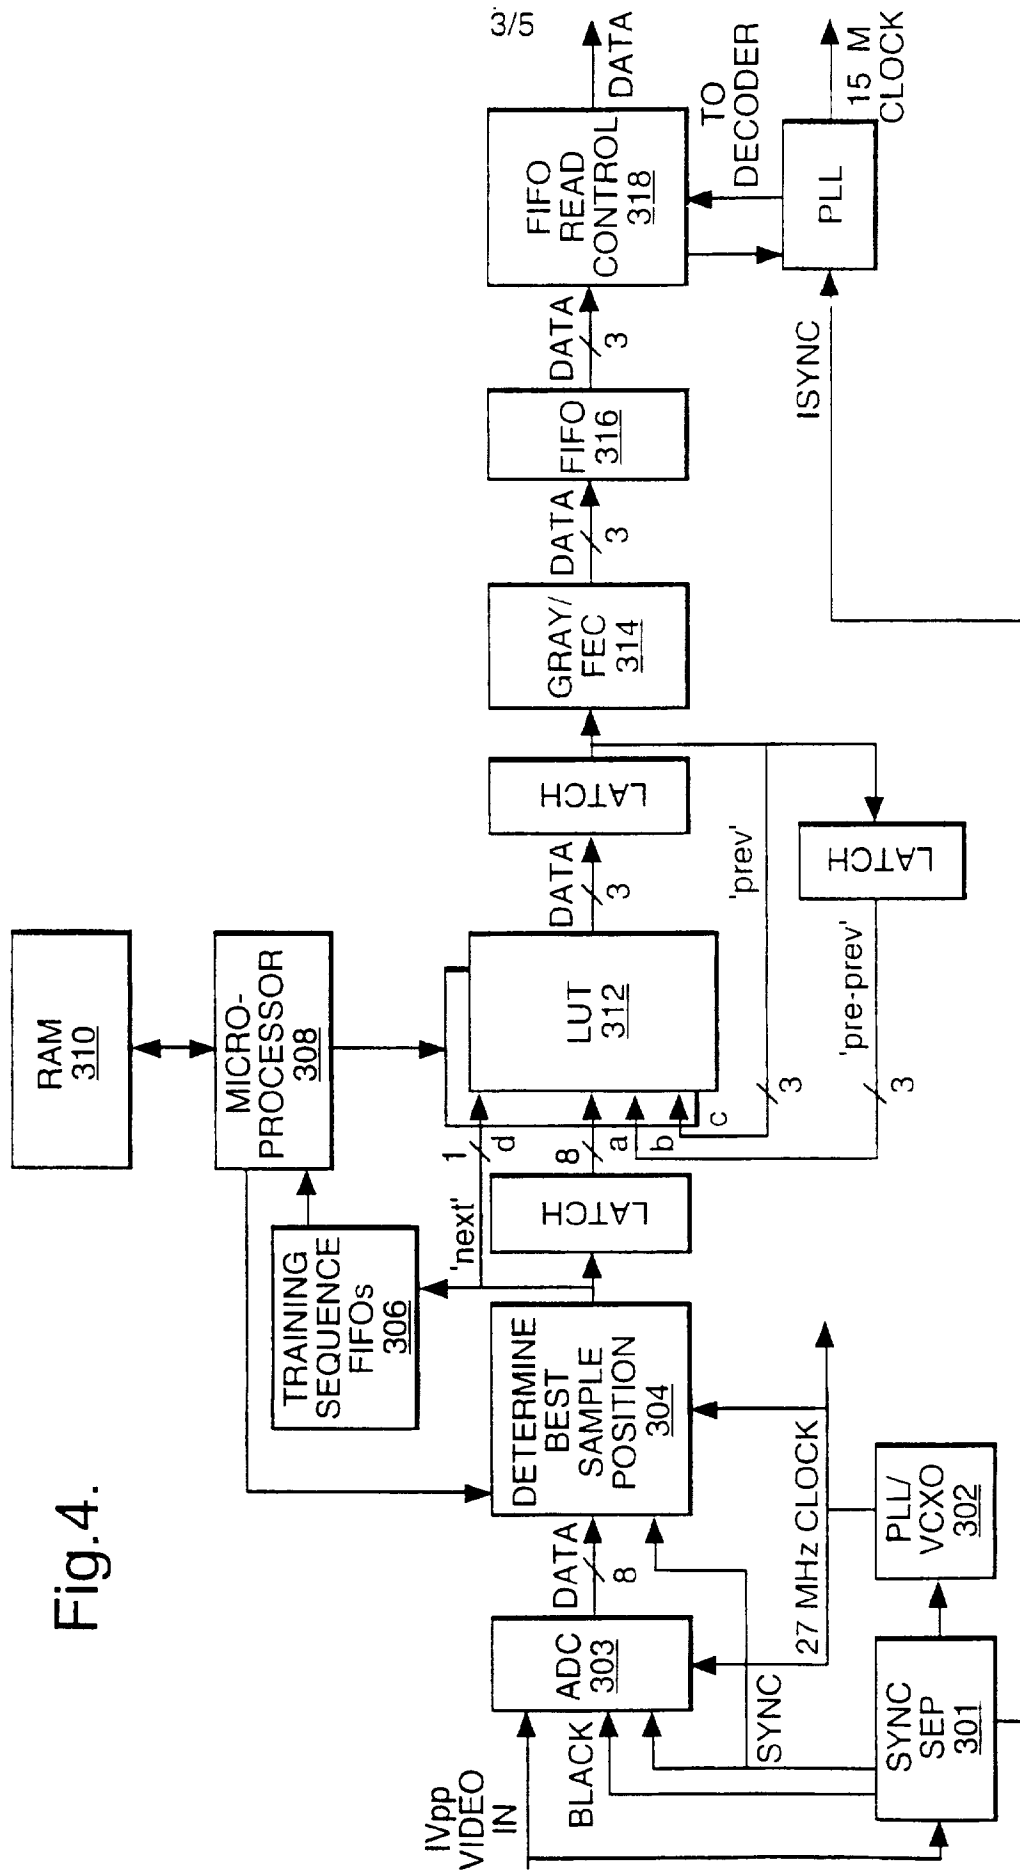 Fig.4.
RAM
310
MICRO-
PROCESSOR
308
TRAINING
SEQUENCE
FIFOs
306
IVpp
VIDEO
IN
BLACK
SYNC
ADC
303
DATA
8
DETERMINE
BEST
SAMPLE
POSITION
304
'next'
1
d
LATCH
8
a
b
c
LUT
312
DATA
3
LATCH
'prev'
3
'pre-prev'
3
LATCH
GRAY/
FEC
314
DATA
3
FIFO
316
DATA
3
FIFO
READ
CONTROL
318
3/5
DATA
TO
DECODER
SYNC
SEP
301
PLL/
VCXO
302
27 MHz CLOCK
ISYNC
PLL
15 M
CLOCK